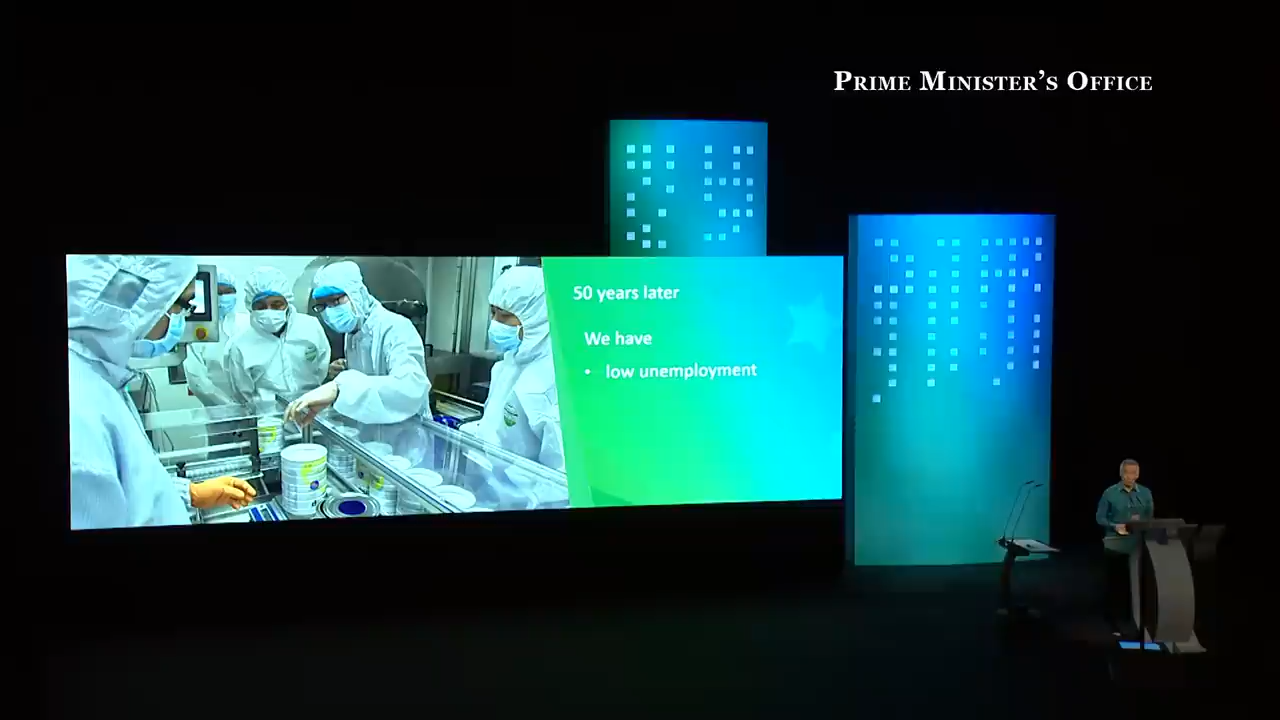 PRIME MINISTER'S OFFICE
50 years later
We have
• low unemployment